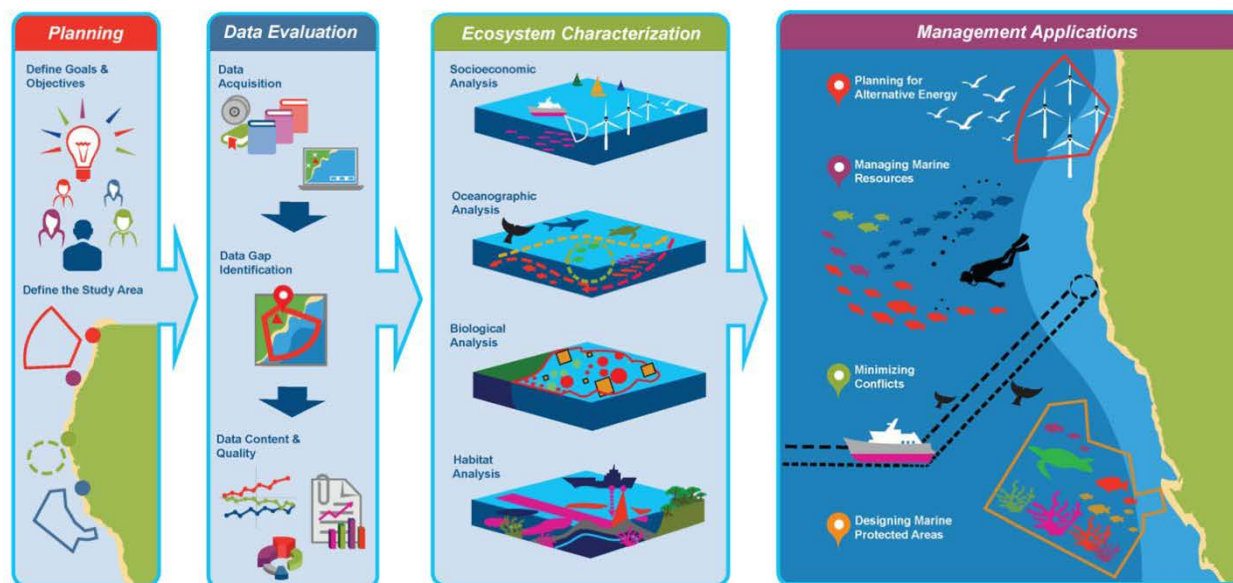 Planning
Define Goals &
Objectives
Define the Study Area
Data Evaluation
Data
Acquisition
Data Gap
Identification
Data Content &
Quality
Ecosystem Characterization
Socioeconomic
Analysis
Oceanographic
Analysis
Biological
Analysis
Habitat
Analysis
Management Applications
Planning for
Alternative Energy
Managing Marine
Resources
Minimizing
Conflicts
Designing Marine
Protected Areas